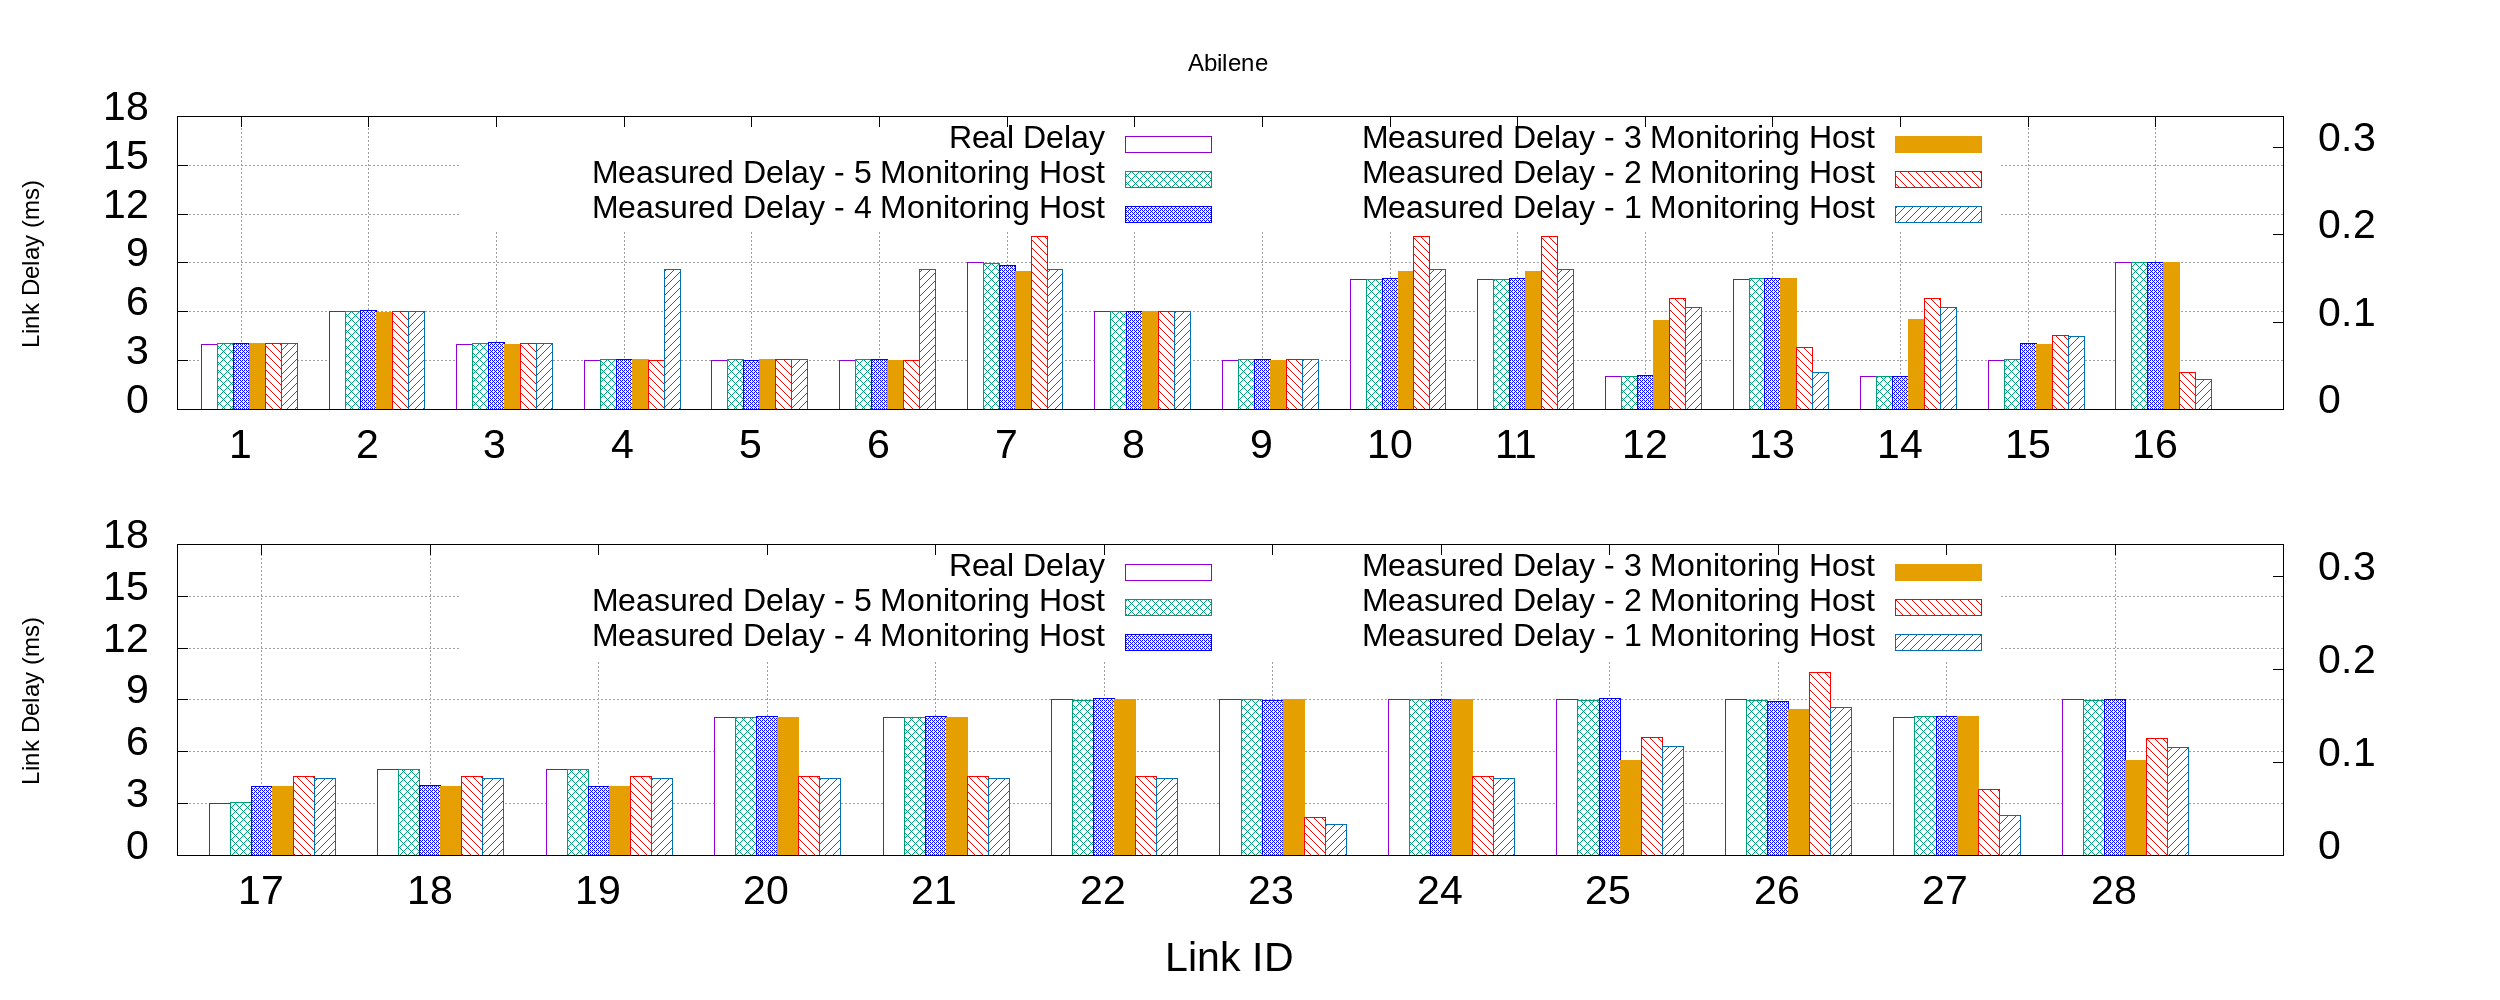 Abilene
18
15
12
9
6
3
0
Link Delay (ms)
Real Delay
Measured Delay - 5 Monitoring Host
Measured Delay - 4 Monitoring Host
Measured Delay - 3 Monitoring Host
Measured Delay - 2 Monitoring Host
Measured Delay - 1 Monitoring Host
0.3
0.2
0.1
0
1 2 3 4 5 6 7 8 9 10 11 12 13 14 15 16
18
15
12
9
6
3
0
Link Delay (ms)
Real Delay
Measured Delay - 5 Monitoring Host
Measured Delay - 4 Monitoring Host
Measured Delay - 3 Monitoring Host
Measured Delay - 2 Monitoring Host
Measured Delay - 1 Monitoring Host
0.3
0.2
0.1
0
17 18 19 20 21 22 23 24 25 26 27 28
Link ID